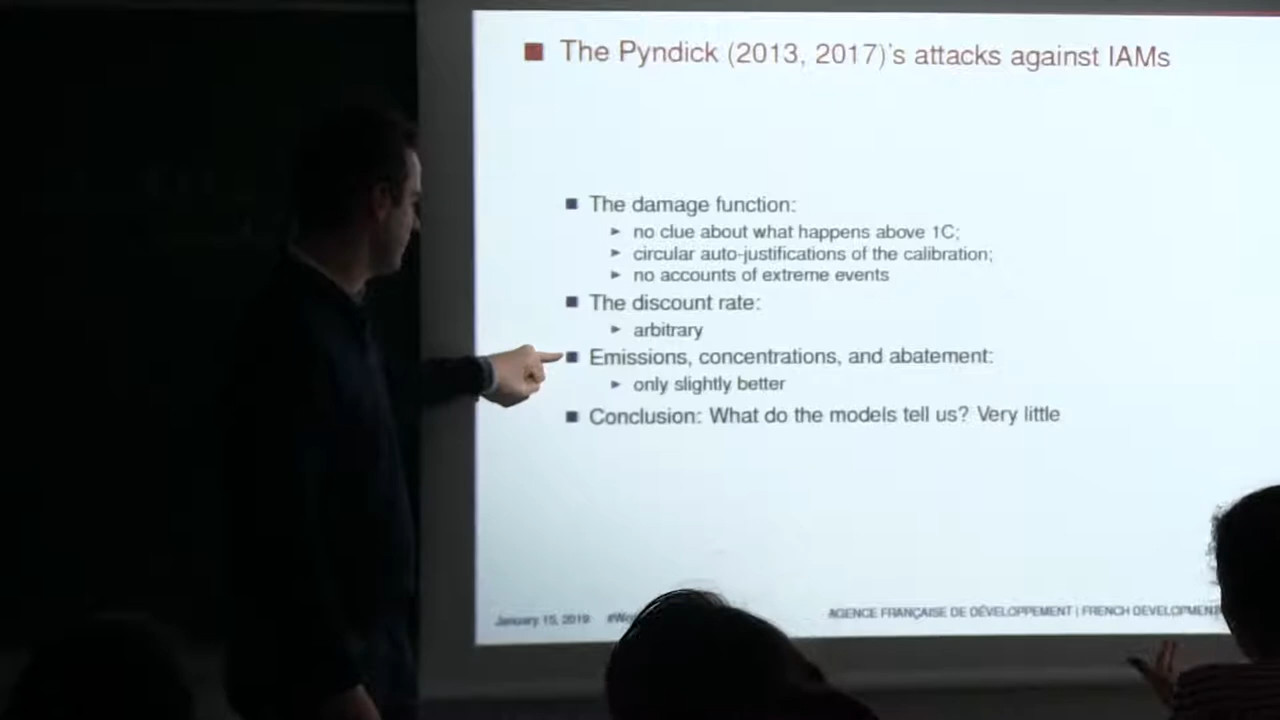 The Pyndick (2013, 2017)'s attacks against IAMs
The damage function:
no clue about what happens above 1C;
circular auto-justifications of the calibration;
no accounts of extreme events
The discount rate:
arbitrary
Emissions, concentrations, and abatement:
only slightly better
Conclusion: What do the models tell us? Very little
January 15, 2019 AGENCE FRANÇAISE DE DÉVELOPPEMENT | FRENCH DEVELOPMENT